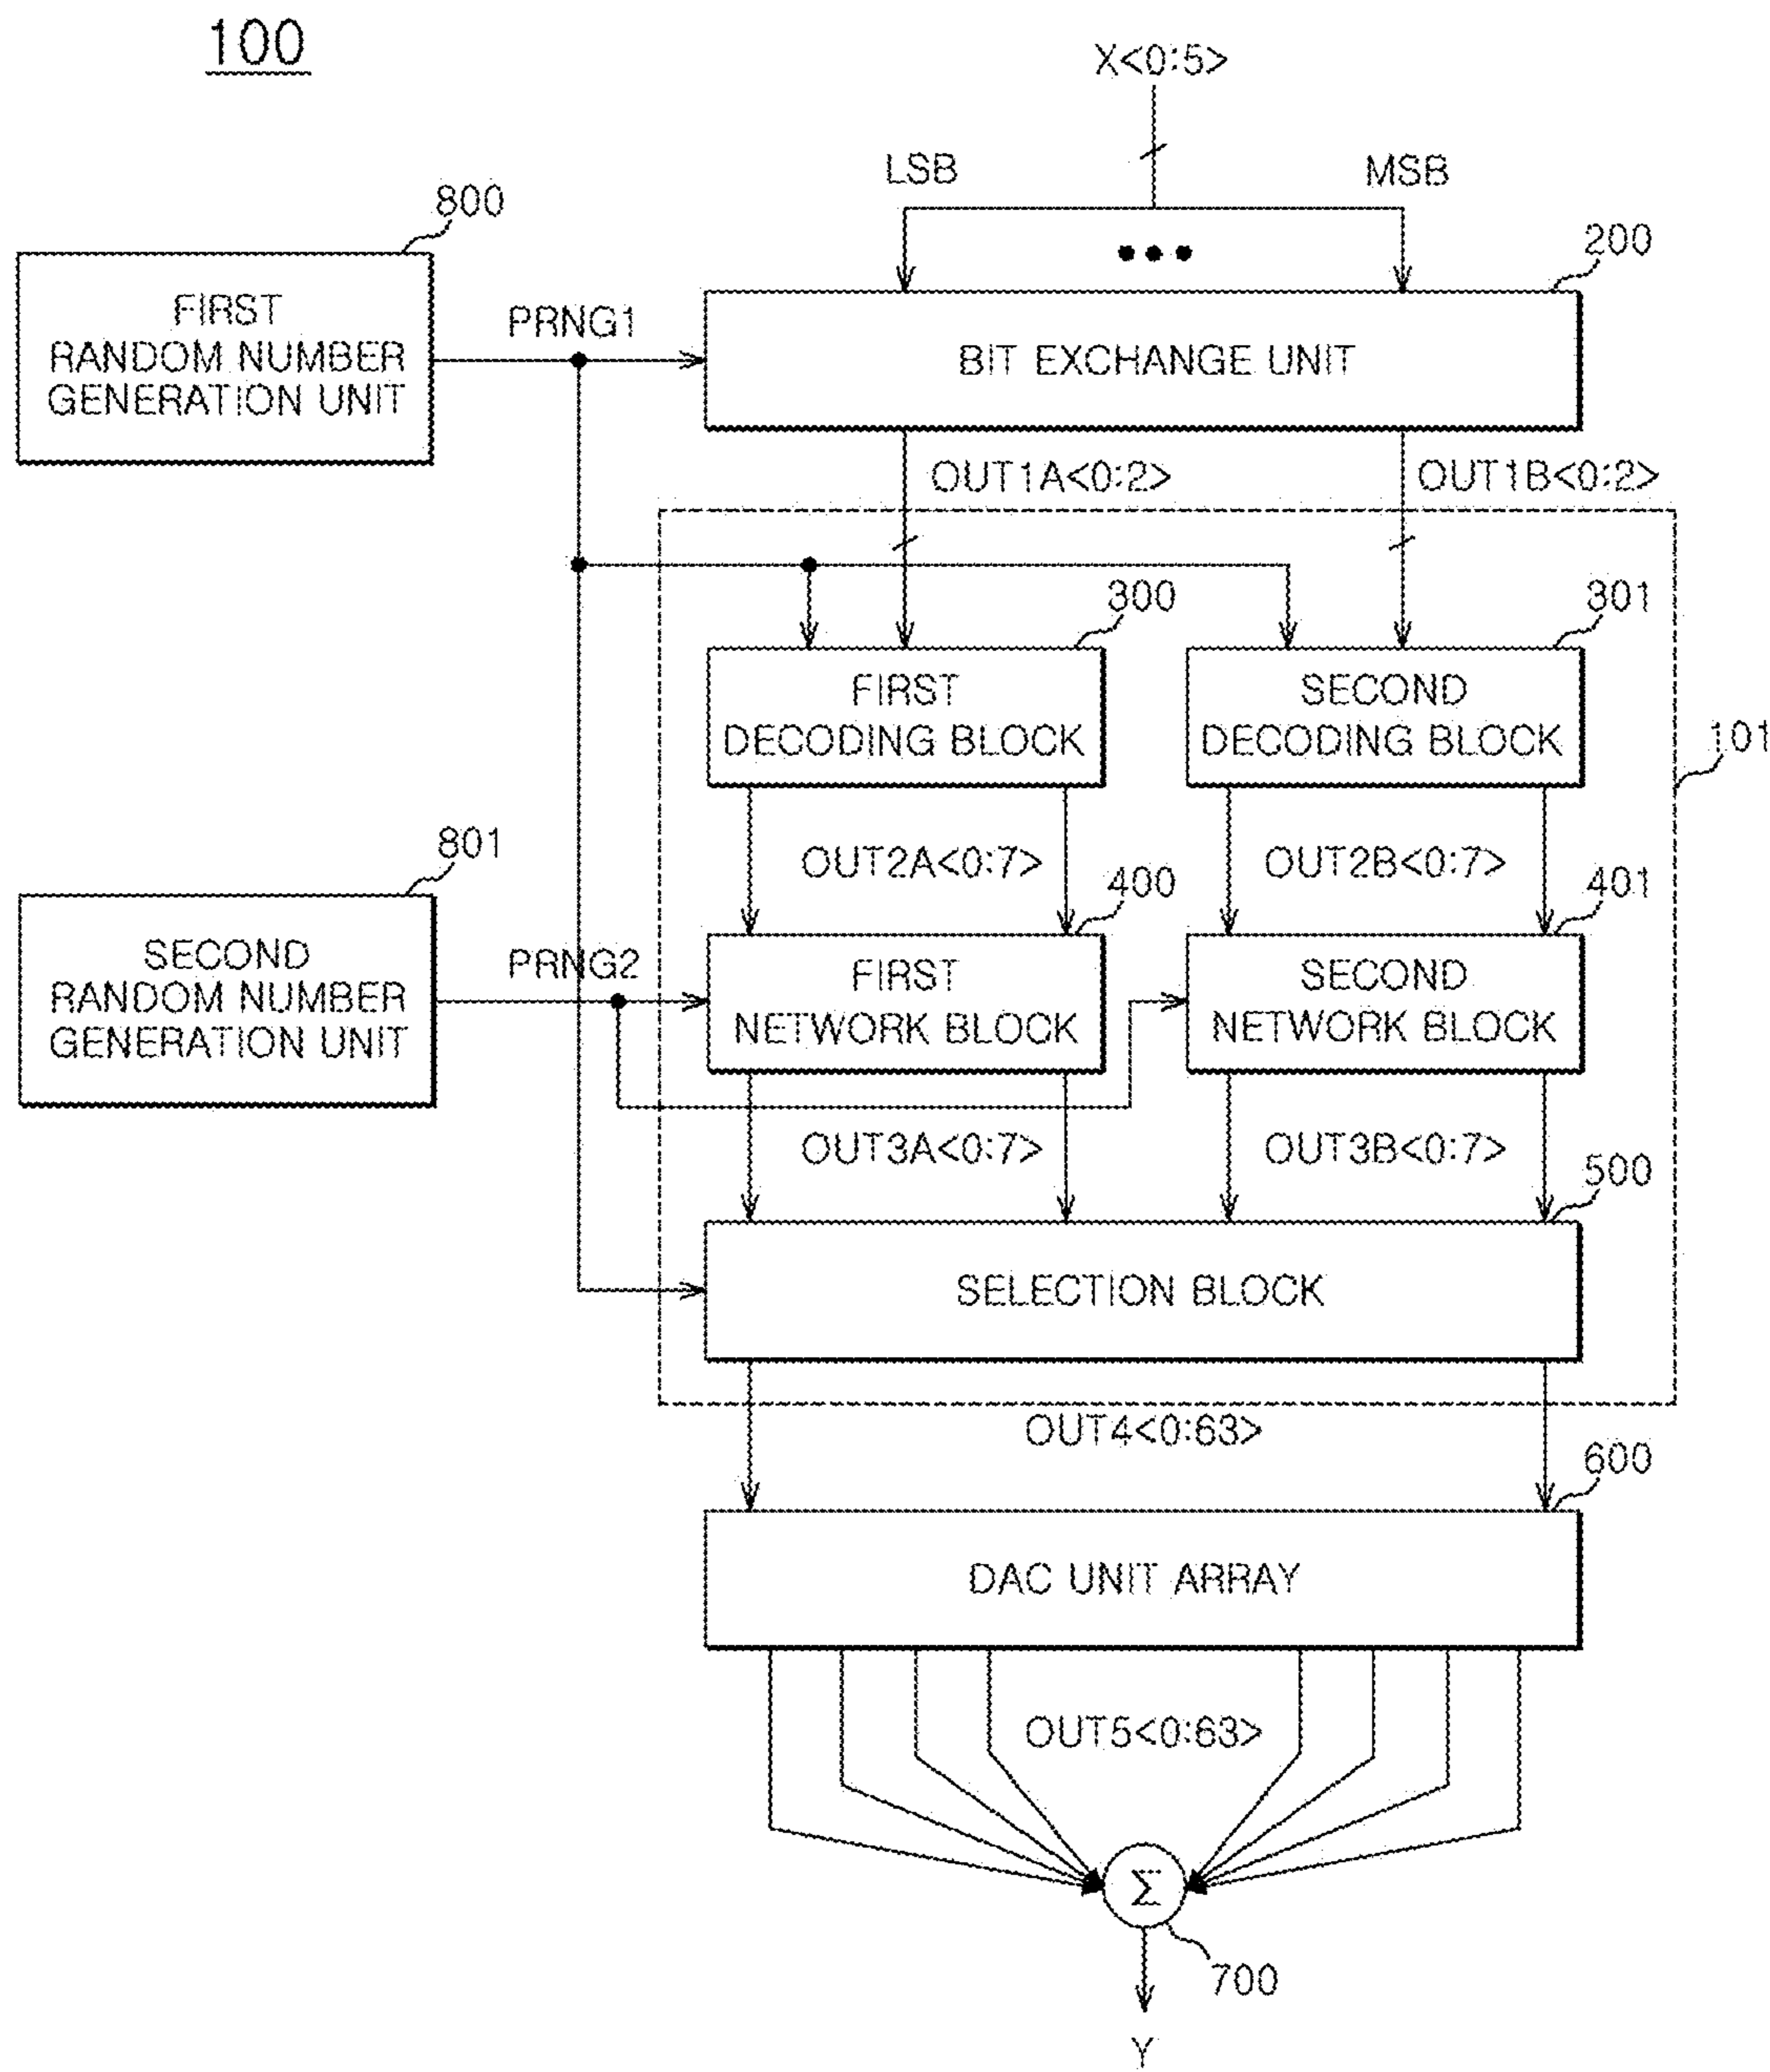 100
X<0:5>
LSB
MSB
800
200
FIRST
RANDOM NUMBER
GENERATION UNIT
PRNG1
BIT EXCHANGE UNIT
OUT1A<0:2>
OUT1B<0:2>
300
301
FIRST
DECODING BLOCK
SECOND
DECODING BLOCK
101
801
OUT2A<0:7>
OUT2B<0:7>
400
401
SECOND
RANDOM NUMBER
GENERATION UNIT
PRNG2
FIRST
NETWORK BLOCK
SECOND
NETWORK BLOCK
OUT3A<0:7>
OUT3B<0:7>
500
SELECTION BLOCK
OUT4<0:63>
600
DAC UNIT ARRAY
OUT5<0:63>
Σ
700
Y